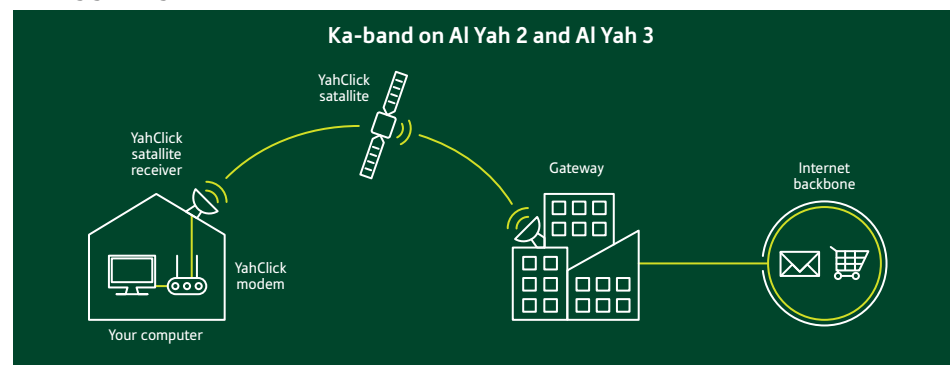 Ka-band on Al Yah 2 and Al Yah 3
YahClick
satallite
YahClick
satallite
receiver
Gateway
Internet
backbone
YahClick
modem
Your computer